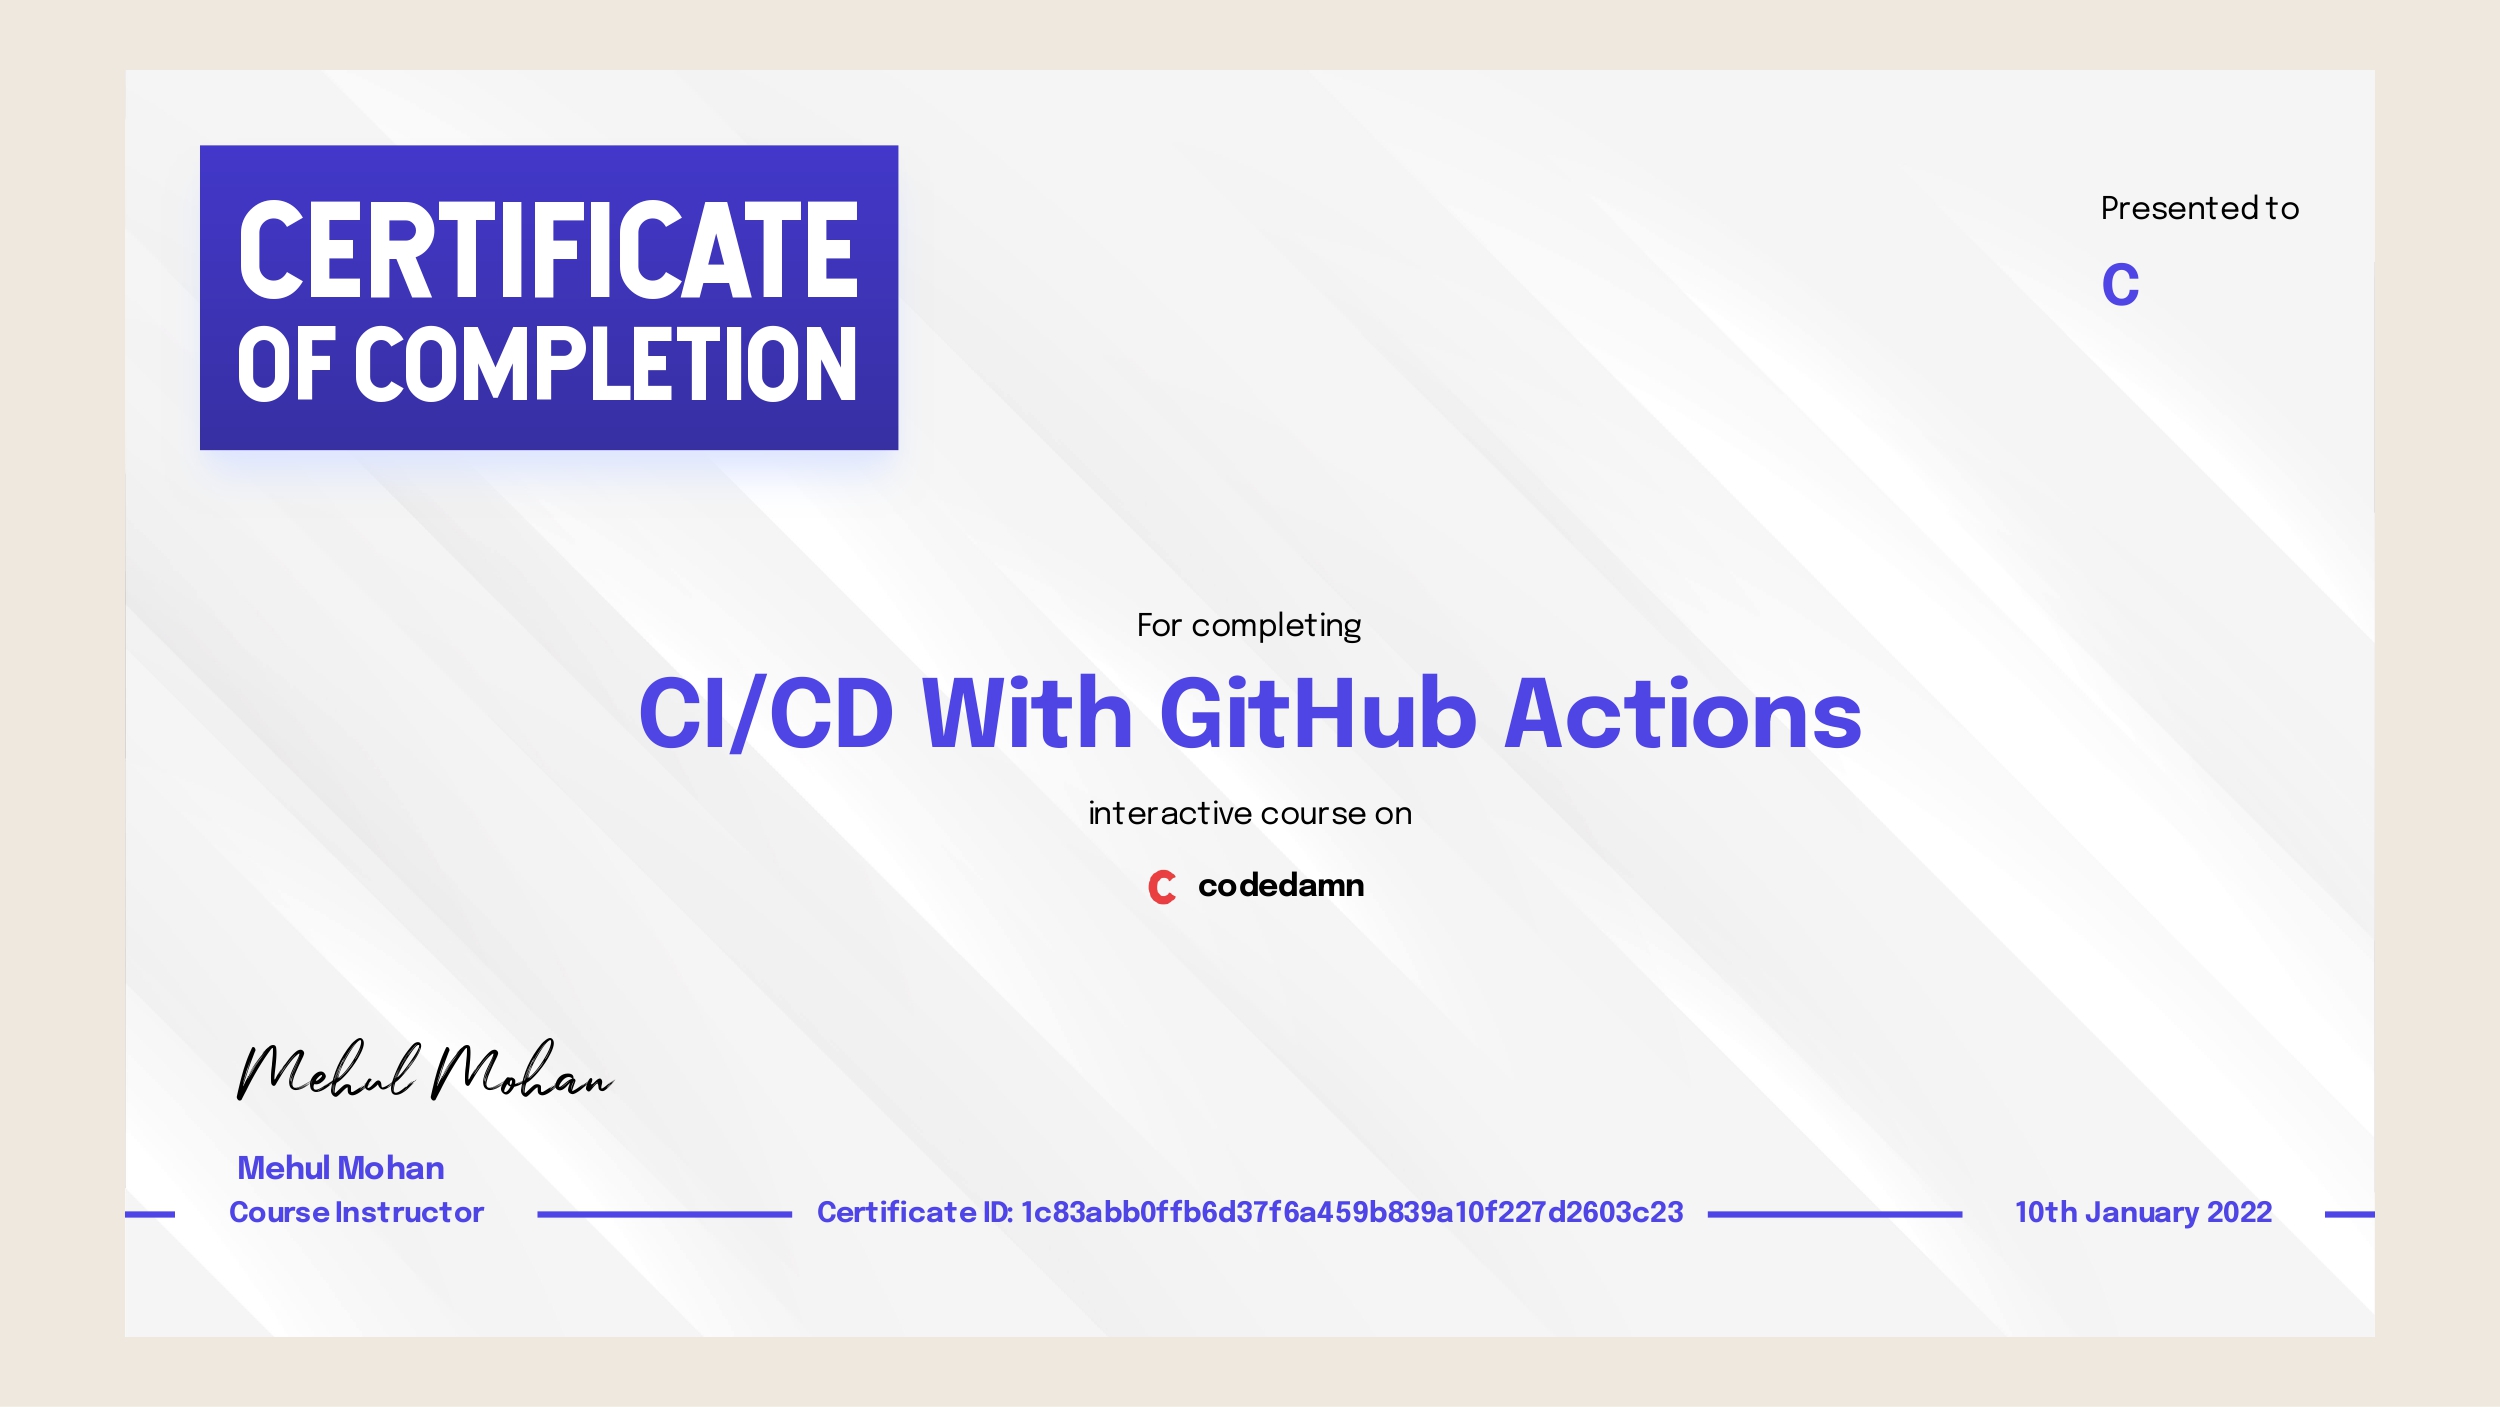 CERTIFICATE
OF COMPLETION
Presented to
C
For completing
CI/CD With GitHub Actions
interactive course on
C codedamn
Mehul Mohan
Mehul Mohan
Course Instructor
Certificate ID: 1c83abb0ffb6d37f6a459b839a10f227d2603c23
10th January 2022